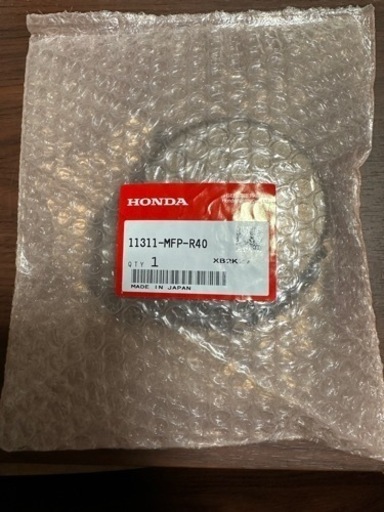 HONDA
11311-MFP-R40
QTY 1
MADE IN JAPAN